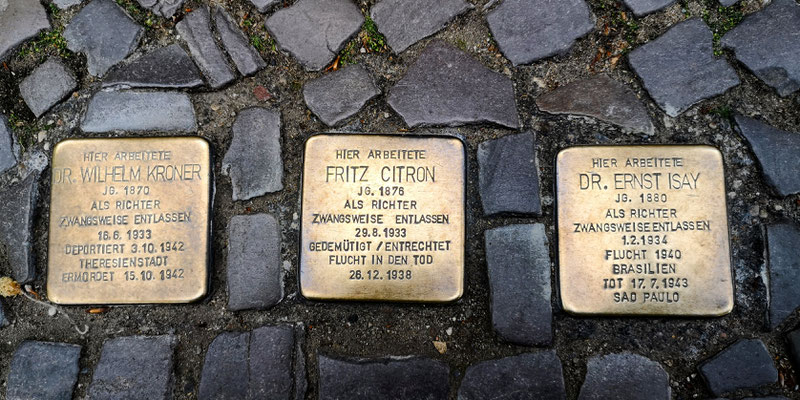 HIER ARBEITETE
DR. WILHELM KRONER
JG. 1870
ALS RICHTER
ZWANGSWEISE ENTLASSEN
16.6.1933
DEPORTIERT 3.10.1942
THERESIENSTADT
ERMORDET 15.10.1942
HIER ARBEITETE
FRITZ CITRON
JG. 1876
ALS RICHTER
ZWANGSWEISE ENTLASSEN
29.8.1933
GEDEMÜTIGT / ENTRECHTET
FLUCHT IN DEN TOD
26.12.1938
HIER ARBEITETE
DR. ERNST ISAY
JG. 1880
ALS RICHTER
ZWANGSWEISE ENTLASSEN
1.2.1934
FLUCHT 1940
BRASILIEN
TOT 17.7.1943
SAO PAULO